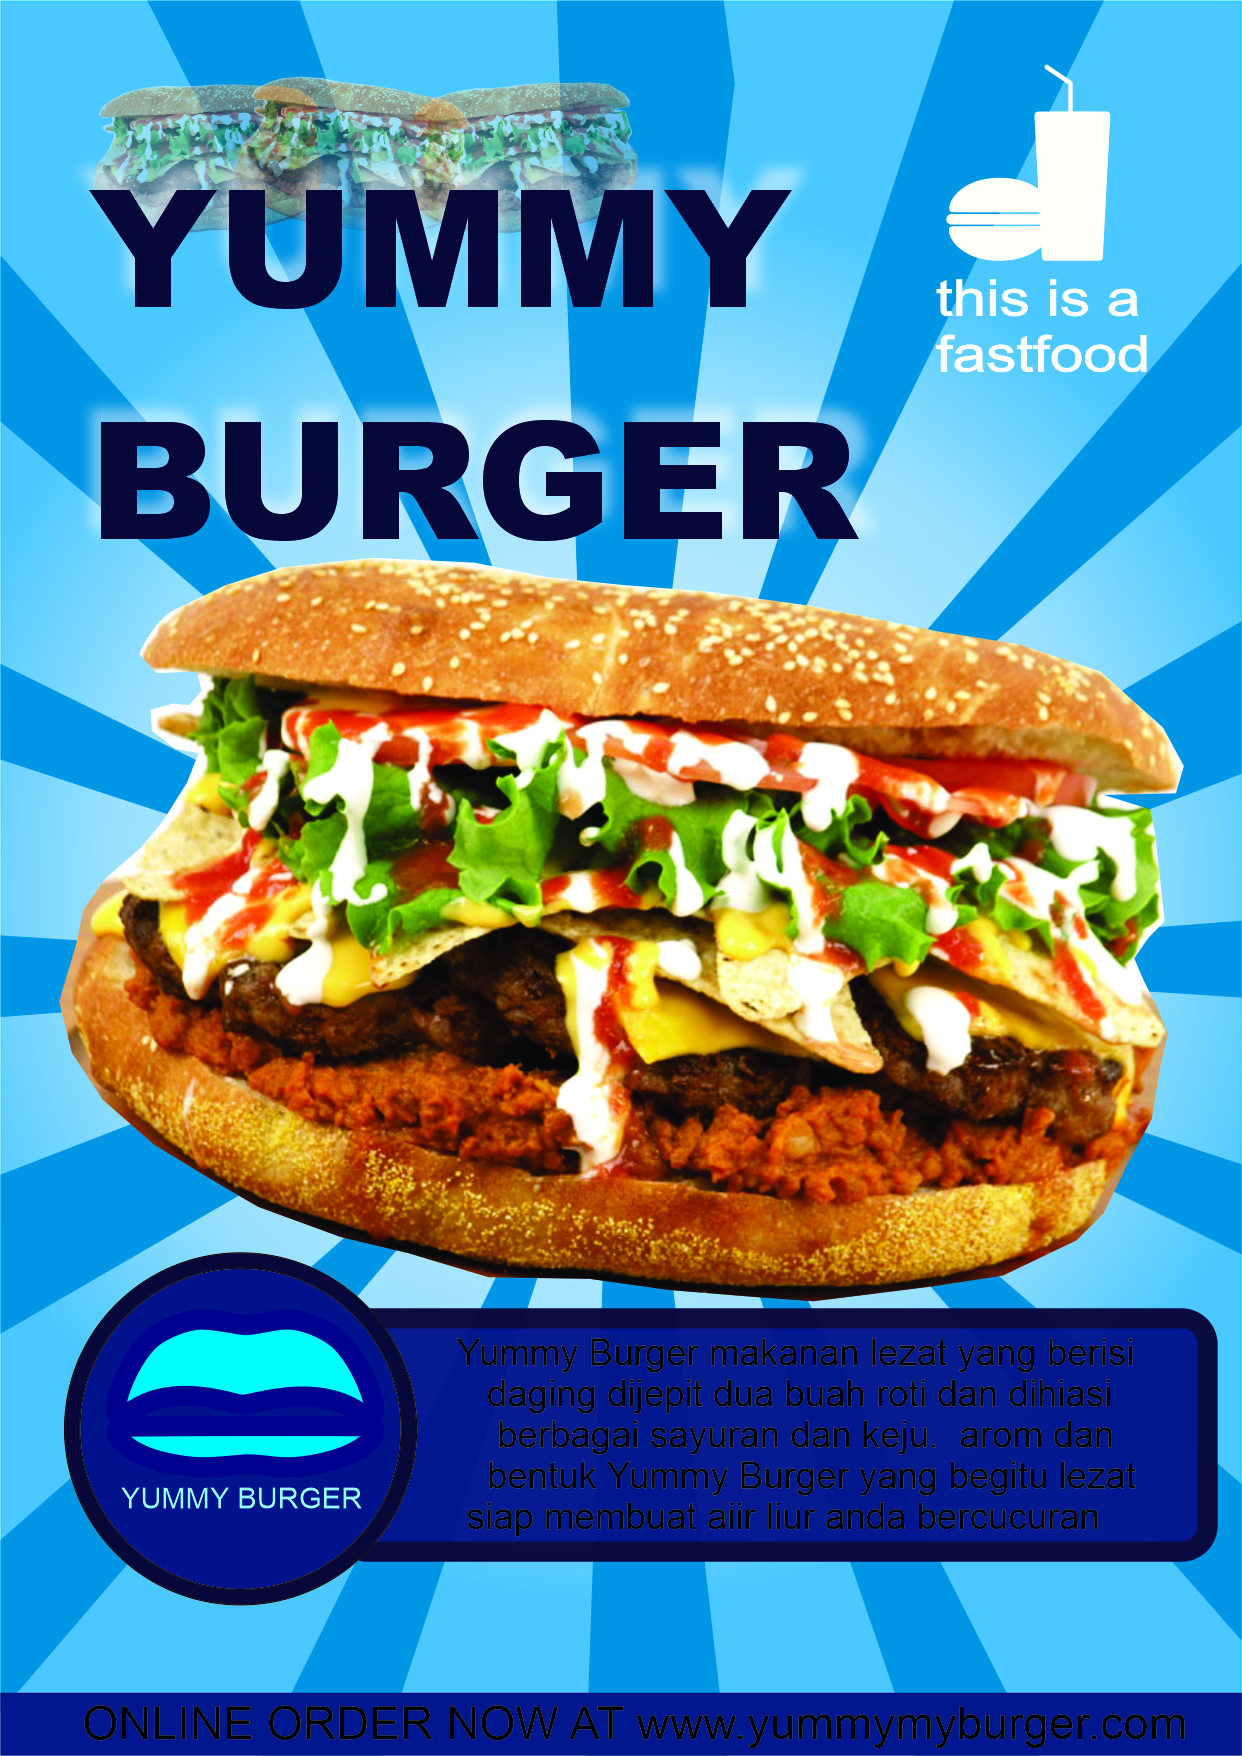 YUMMY
BURGER
this is a
fastfood
Yummy Burger makanan lezat yang berisi
daging dijepit dua buah roti dan dihiasi
berbagai sayuran dan keju.  arom dan
bentuk Yummy Burger yang begitu lezat
siap membuat aiir liur anda bercucuran
YUMMY BURGER
ONLINE ORDER NOW AT www.yummymyburger.com